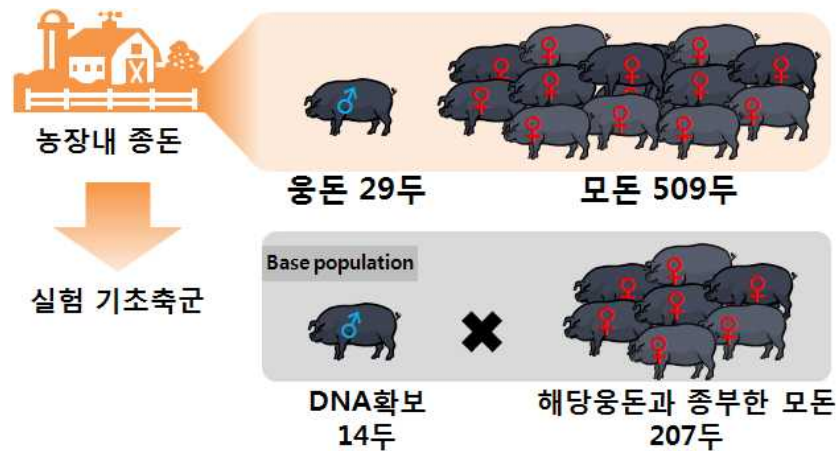 농장내 종돈
웅돈 29두
모돈 509두
Base population
실험 기초축군
DNA확보
14두
해당웅돈과 종부한 모돈
207두